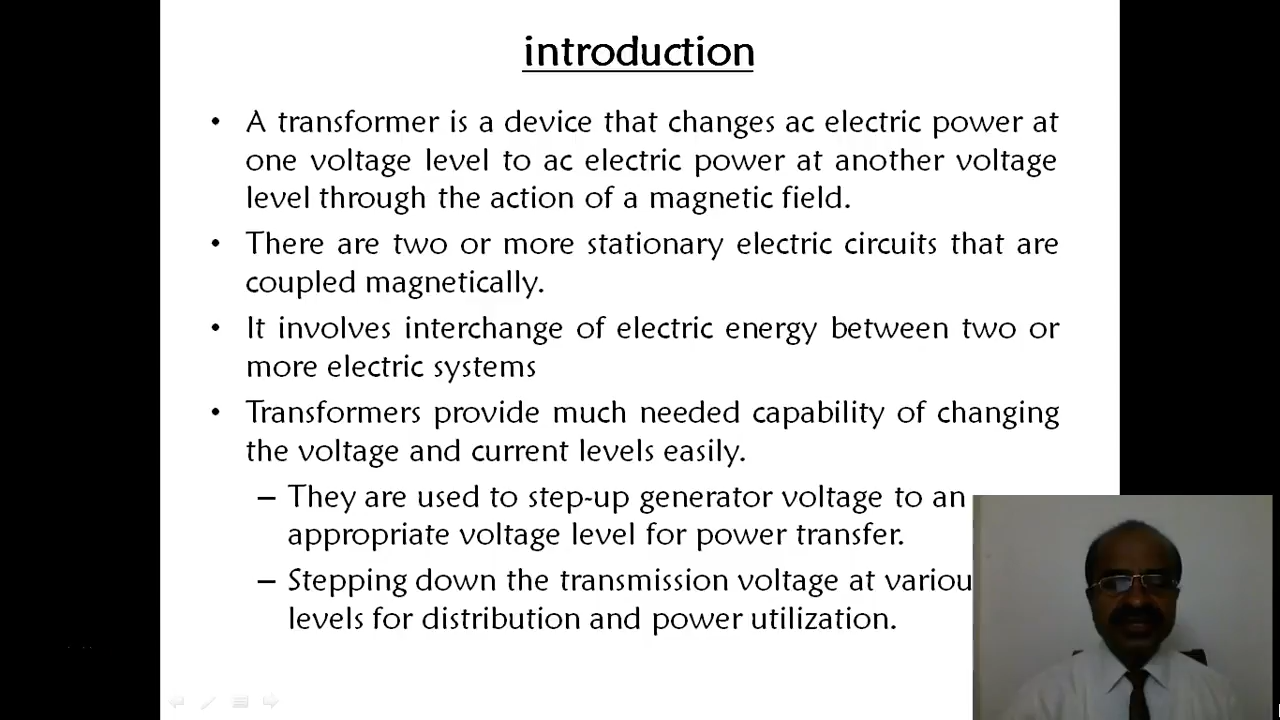 introduction
• A transformer is a device that changes ac electric power at
one voltage level to ac electric power at another voltage
level through the action of a magnetic field.
• There are two or more stationary electric circuits that are
coupled magnetically.
• It involves interchange of electric energy between two or
more electric systems
• Transformers provide much needed capability of changing
the voltage and current levels easily.
– They are used to step-up generator voltage to an
appropriate voltage level for power transfer.
– Stepping down the transmission voltage at variou
levels for distribution and power utilization.